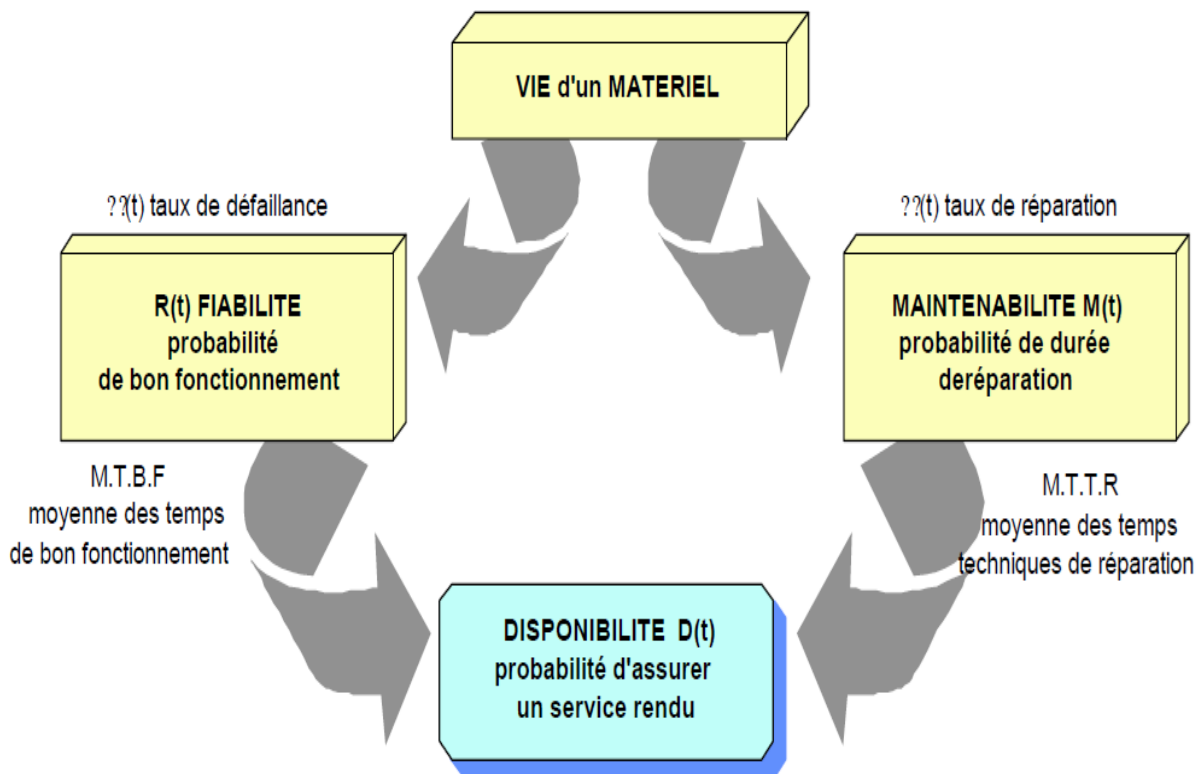 VIE d'un MATERIEL
??(t) taux de défaillance
R(t) FIABILITE
probabilité
de bon fonctionnement
M.T.B.F
moyenne des temps
de bon fonctionnement
??(t) taux de réparation
MAINTENABILITE M(t)
probabilité de durée
deréparation
M.T.T.R
moyenne des temps
techniques de réparation
DISPONIBILITE D(t)
probabilité d'assurer
un service rendu